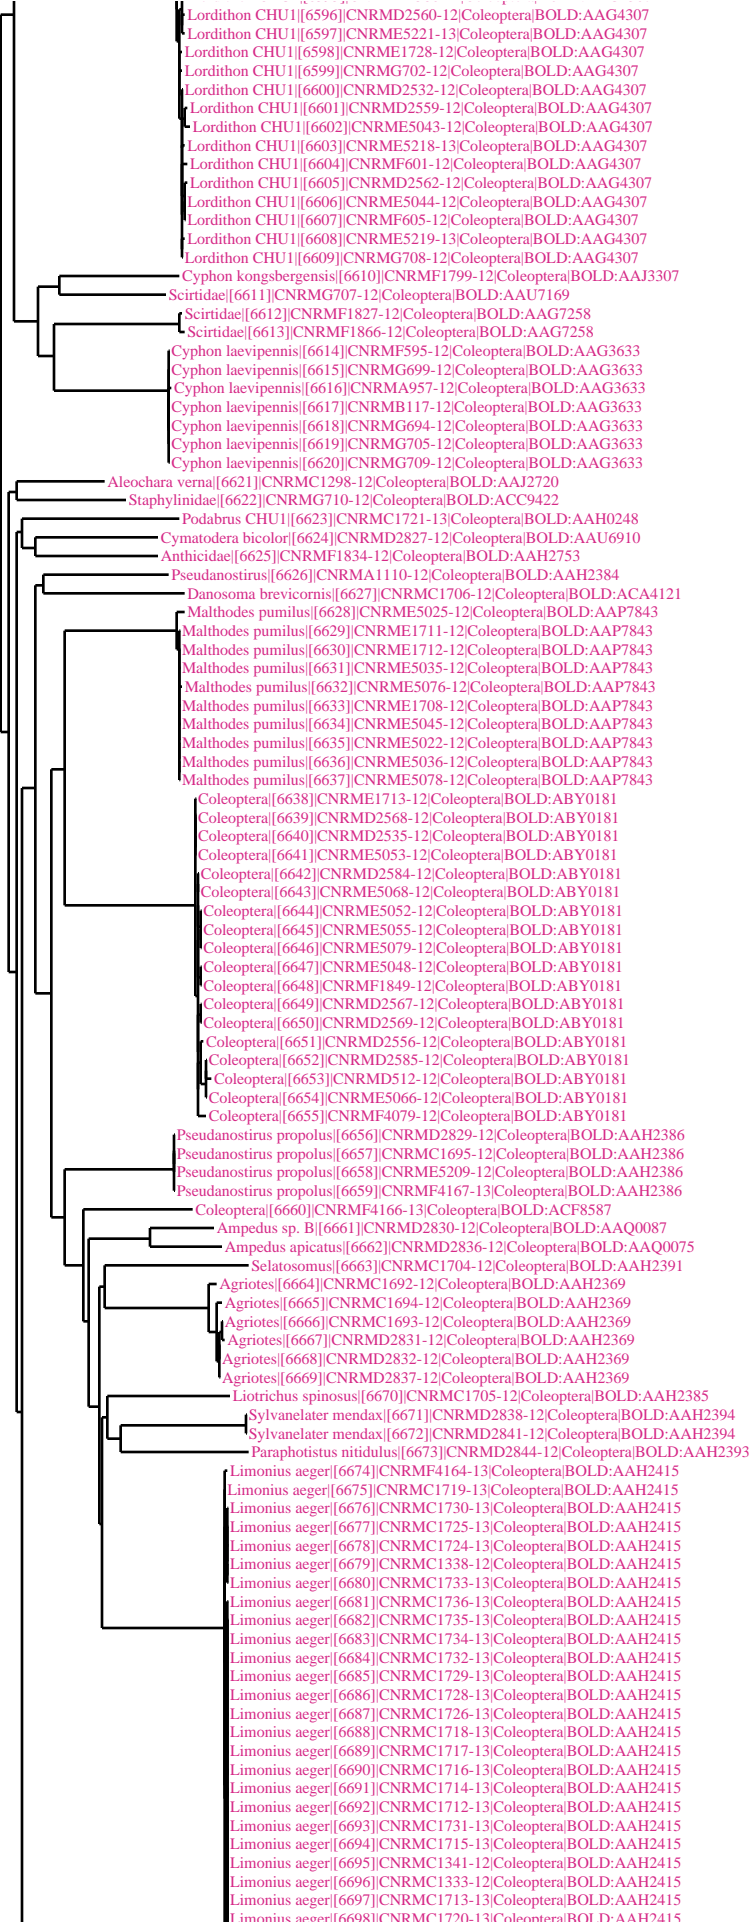 Lordithon CHU1|[6596]|CNRMD2560-12|Coleoptera|BOLD:AAG4307
Lordithon CHU1|[6597]|CNRME5221-13|Coleoptera|BOLD:AAG4307
Lordithon CHU1|[6598]|CNRME1728-12|Coleoptera|BOLD:AAG4307
Lordithon CHU1|[6599]|CNRMG702-12|Coleoptera|BOLD:AAG4307
Lordithon CHU1|[6600]|CNRMD2532-12|Coleoptera|BOLD:AAG4307
Lordithon CHU1|[6601]|CNRMD2559-12|Coleoptera|BOLD:AAG4307
Lordithon CHU1|[6602]|CNRME5043-12|Coleoptera|BOLD:AAG4307
Lordithon CHU1|[6603]|CNRME5218-13|Coleoptera|BOLD:AAG4307
Lordithon CHU1|[6604]|CNRMF601-12|Coleoptera|BOLD:AAG4307
Lordithon CHU1|[6605]|CNRMD2562-12|Coleoptera|BOLD:AAG4307
Lordithon CHU1|[6606]|CNRME5044-12|Coleoptera|BOLD:AAG4307
Lordithon CHU1|[6607]|CNRMF605-12|Coleoptera|BOLD:AAG4307
Lordithon CHU1|[6608]|CNRME5219-13|Coleoptera|BOLD:AAG4307
Lordithon CHU1|[6609]|CNRMG708-12|Coleoptera|BOLD:AAG4307
Cyphon kongsbergensis|[6610]|CNRMF1799-12|Coleoptera|BOLD:AAJ3307
Scirtidae|[6611]|CNRMG707-12|Coleoptera|BOLD:AAU7169
Scirtidae|[6612]|CNRMF1827-12|Coleoptera|BOLD:AAG7258
Scirtidae|[6613]|CNRMF1866-12|Coleoptera|BOLD:AAG7258
Cyphon laevipennis|[6614]|CNRMF595-12|Coleoptera|BOLD:AAG3633
Cyphon laevipennis|[6615]|CNRMG699-12|Coleoptera|BOLD:AAG3633
Cyphon laevipennis|[6616]|CNRMA957-12|Coleoptera|BOLD:AAG3633
Cyphon laevipennis|[6617]|CNRMB117-12|Coleoptera|BOLD:AAG3633
Cyphon laevipennis|[6618]|CNRMG694-12|Coleoptera|BOLD:AAG3633
Cyphon laevipennis|[6619]|CNRMG705-12|Coleoptera|BOLD:AAG3633
Cyphon laevipennis|[6620]|CNRMG709-12|Coleoptera|BOLD:AAG3633
Aleochara verna|[6621]|CNRMC1298-12|Coleoptera|BOLD:AAJ2720
Staphylinidae|[6622]|CNRMG710-12|Coleoptera|BOLD:ACC9422
Podabrus CHU1|[6623]|CNRMC1721-13|Coleoptera|BOLD:AAH0248
Cymatodera bicolor|[6624]|CNRMD2827-12|Coleoptera|BOLD:AAU6910
Anthicidae|[6625]|CNRMF1834-12|Coleoptera|BOLD:AAH2753
Pseudanostirus|[6626]|CNRMA1110-12|Coleoptera|BOLD:AAH2384
Danosoma brevicornis|[6627]|CNRMC1706-12|Coleoptera|BOLD:ACA4121
Malthodes pumilus|[6628]|CNRME5025-12|Coleoptera|BOLD:AAP7843
Malthodes pumilus|[6629]|CNRME1711-12|Coleoptera|BOLD:AAP7843
Malthodes pumilus|[6630]|CNRME1712-12|Coleoptera|BOLD:AAP7843
Malthodes pumilus|[6631]|CNRME5035-12|Coleoptera|BOLD:AAP7843
Malthodes pumilus|[6632]|CNRME5076-12|Coleoptera|BOLD:AAP7843
Malthodes pumilus|[6633]|CNRME1708-12|Coleoptera|BOLD:AAP7843
Malthodes pumilus|[6634]|CNRME5045-12|Coleoptera|BOLD:AAP7843
Malthodes pumilus|[6635]|CNRME5022-12|Coleoptera|BOLD:AAP7843
Malthodes pumilus|[6636]|CNRME5036-12|Coleoptera|BOLD:AAP7843
Malthodes pumilus|[6637]|CNRME5078-12|Coleoptera|BOLD:AAP7843
Coleoptera|[6638]|CNRME1713-12|Coleoptera|BOLD:ABY0181
Coleoptera|[6639]|CNRMD2568-12|Coleoptera|BOLD:ABY0181
Coleoptera|[6640]|CNRMD2535-12|Coleoptera|BOLD:ABY0181
Coleoptera|[6641]|CNRME5053-12|Coleoptera|BOLD:ABY0181
Coleoptera|[6642]|CNRMD2584-12|Coleoptera|BOLD:ABY0181
Coleoptera|[6643]|CNRME5068-12|Coleoptera|BOLD:ABY0181
Coleoptera|[6644]|CNRME5052-12|Coleoptera|BOLD:ABY0181
Coleoptera|[6645]|CNRME5055-12|Coleoptera|BOLD:ABY0181
Coleoptera|[6646]|CNRME5079-12|Coleoptera|BOLD:ABY0181
Coleoptera|[6647]|CNRME5048-12|Coleoptera|BOLD:ABY0181
Coleoptera|[6648]|CNRMF1849-12|Coleoptera|BOLD:ABY0181
Coleoptera|[6649]|CNRMD2567-12|Coleoptera|BOLD:ABY0181
Coleoptera|[6650]|CNRMD2569-12|Coleoptera|BOLD:ABY0181
Coleoptera|[6651]|CNRMD2556-12|Coleoptera|BOLD:ABY0181
Coleoptera|[6652]|CNRMD2585-12|Coleoptera|BOLD:ABY0181
Coleoptera|[6653]|CNRMD512-12|Coleoptera|BOLD:ABY0181
Coleoptera|[6654]|CNRME5066-12|Coleoptera|BOLD:ABY0181
Coleoptera|[6655]|CNRMF4079-12|Coleoptera|BOLD:ABY0181
Pseudanostirus propolus|[6656]|CNRMD2829-12|Coleoptera|BOLD:AAH2386
Pseudanostirus propolus|[6657]|CNRMC1695-12|Coleoptera|BOLD:AAH2386
Pseudanostirus propolus|[6658]|CNRME5209-12|Coleoptera|BOLD:AAH2386
Pseudanostirus propolus|[6659]|CNRMF4167-13|Coleoptera|BOLD:AAH2386
Coleoptera|[6660]|CNRMF4166-13|Coleoptera|BOLD:ACF8587
Ampedus sp. B|[6661]|CNRMD2830-12|Coleoptera|BOLD:AAQ0087
Ampedus apicatus|[6662]|CNRMD2836-12|Coleoptera|BOLD:AAQ0075
Selatosomus|[6663]|CNRMC1704-12|Coleoptera|BOLD:AAH2391
Agriotes|[6664]|CNRMC1692-12|Coleoptera|BOLD:AAH2369
Agriotes|[6665]|CNRMC1694-12|Coleoptera|BOLD:AAH2369
Agriotes|[6666]|CNRMC1693-12|Coleoptera|BOLD:AAH2369
Agriotes|[6667]|CNRMD2831-12|Coleoptera|BOLD:AAH2369
Agriotes|[6668]|CNRMD2832-12|Coleoptera|BOLD:AAH2369
Agriotes|[6669]|CNRMD2837-12|Coleoptera|BOLD:AAH2369
Liotrichus spinosus|[6670]|CNRMC1705-12|Coleoptera|BOLD:AAH2385
Sylvanelater mendax|[6671]|CNRMD2838-12|Coleoptera|BOLD:AAH2394
Sylvanelater mendax|[6672]|CNRMD2841-12|Coleoptera|BOLD:AAH2394
Paraphotistus nitidulus|[6673]|CNRMD2844-12|Coleoptera|BOLD:AAH2393
Limonius aeger|[6674]|CNRMF4164-13|Coleoptera|BOLD:AAH2415
Limonius aeger|[6675]|CNRMC1719-13|Coleoptera|BOLD:AAH2415
Limonius aeger|[6676]|CNRMC1730-13|Coleoptera|BOLD:AAH2415
Limonius aeger|[6677]|CNRMC1725-13|Coleoptera|BOLD:AAH2415
Limonius aeger|[6678]|CNRMC1724-13|Coleoptera|BOLD:AAH2415
Limonius aeger|[6679]|CNRMC1338-12|Coleoptera|BOLD:AAH2415
Limonius aeger|[6680]|CNRMC1733-13|Coleoptera|BOLD:AAH2415
Limonius aeger|[6681]|CNRMC1736-13|Coleoptera|BOLD:AAH2415
Limonius aeger|[6682]|CNRMC1735-13|Coleoptera|BOLD:AAH2415
Limonius aeger|[6683]|CNRMC1734-13|Coleoptera|BOLD:AAH2415
Limonius aeger|[6684]|CNRMC1732-13|Coleoptera|BOLD:AAH2415
Limonius aeger|[6685]|CNRMC1729-13|Coleoptera|BOLD:AAH2415
Limonius aeger|[6686]|CNRMC1728-13|Coleoptera|BOLD:AAH2415
Limonius aeger|[6687]|CNRMC1726-13|Coleoptera|BOLD:AAH2415
Limonius aeger|[6688]|CNRMC1718-13|Coleoptera|BOLD:AAH2415
Limonius aeger|[6689]|CNRMC1717-13|Coleoptera|BOLD:AAH2415
Limonius aeger|[6690]|CNRMC1716-13|Coleoptera|BOLD:AAH2415
Limonius aeger|[6691]|CNRMC1714-13|Coleoptera|BOLD:AAH2415
Limonius aeger|[6692]|CNRMC1712-13|Coleoptera|BOLD:AAH2415
Limonius aeger|[6693]|CNRMC1731-13|Coleoptera|BOLD:AAH2415
Limonius aeger|[6694]|CNRMC1715-13|Coleoptera|BOLD:AAH2415
Limonius aeger|[6695]|CNRMC1341-12|Coleoptera|BOLD:AAH2415
Limonius aeger|[6696]|CNRMC1333-12|Coleoptera|BOLD:AAH2415
Limonius aeger|[6697]|CNRMC1713-13|Coleoptera|BOLD:AAH2415
Limonius aeger|[6698]|CNRMC1720-13|Coleoptera|BOLD:AAH2415